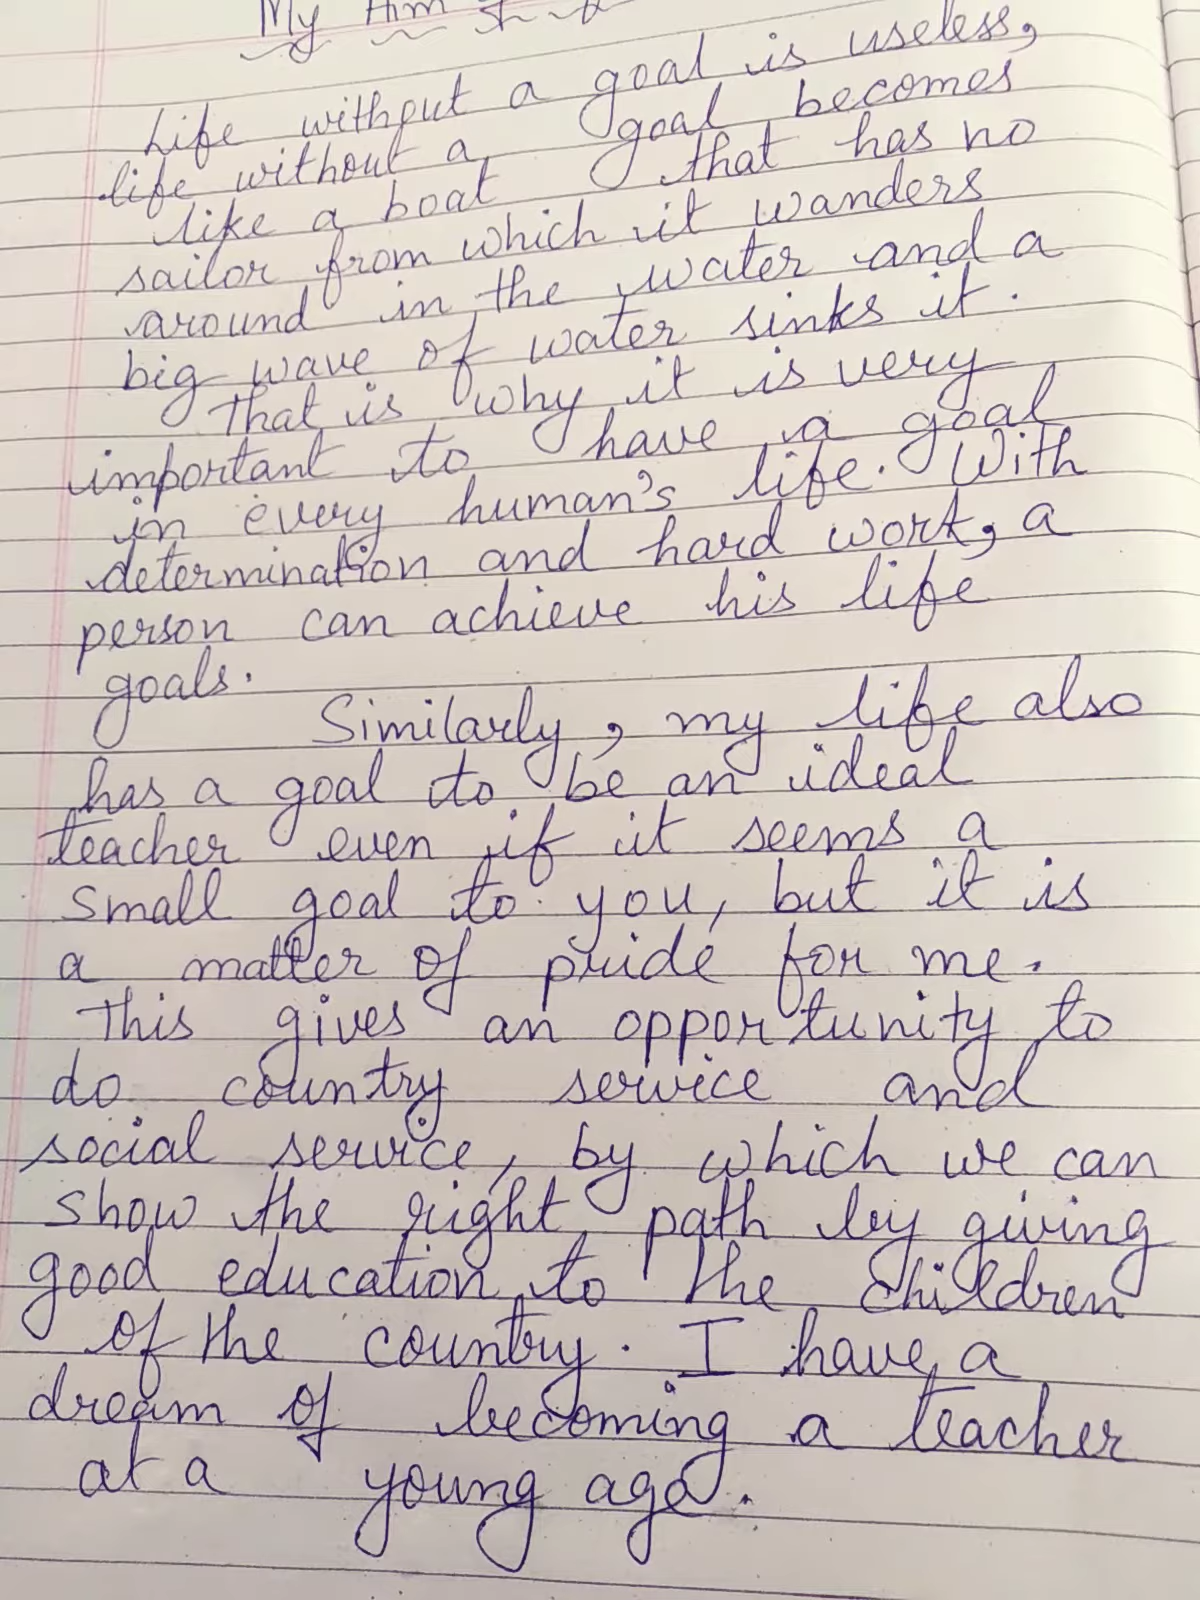 My Aim
Life without a goal is useless,
life without a goal becomes
like a boat that has no
sailor from which it wanders
around in the water and a
big wave of water sinks it.
That is why it is very
important to have a goal
in every human's life. With
determination and hard work, a
person can achieve his life
goals.
Similarly, my life also
has a goal to be an ideal
teacher even if it seems a
small goal to you, but it is
a matter of pride for me.
This gives an opportunity to
do country service and
social service, by which we can
show the right path by giving
good education to the children
of the country. I have a
dream of becoming a teacher
at a young age.